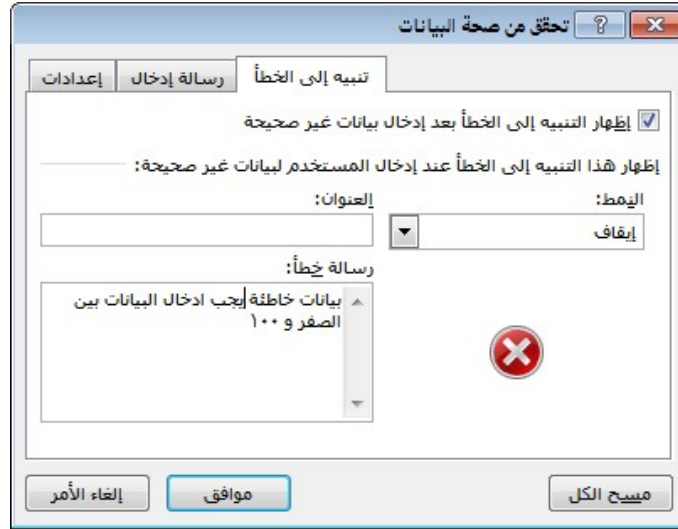 تحقق من صحة البيانات
إعدادات رسالة إدخال تنبيه إلى الخطأ
إظهار التنبيه إلى الخطأ بعد إدخال بيانات غير صحيحة
إظهار هذا التنبيه إلى الخطأ عند إدخال المستخدم لبيانات غير صحيحة:
النمط: العنوان:
إيقاف
رسالة خطأ:
بيانات خاطئة يجب ادخال البيانات بين
الصفر و ١٠٠
مسح الكل موافق إلغاء الأمر